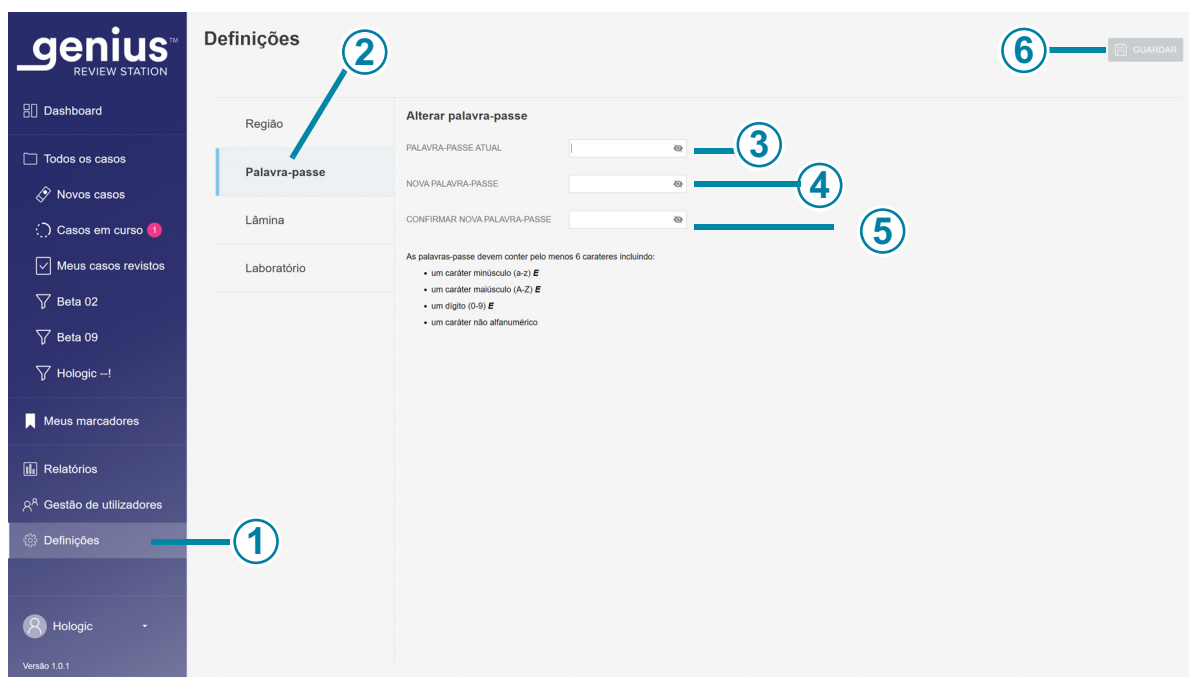 genius™
REVIEW STATION
Dashboard
Todos os casos
Novos casos
Casos em curso 1
Meus casos revistos
Beta 02
Beta 09
Hologic --!
Meus marcadores
Relatórios
Gestão de utilizadores
Definições
Hologic
Versão 1.0.1
Definições
GUARDAR
Região
Palavra-passe
Lâmina
Laboratório
Alterar palavra-passe
PALAVRA-PASSE ATUAL
NOVA PALAVRA-PASSE
CONFIRMAR NOVA PALAVRA-PASSE
As palavras-passe devem conter pelo menos 6 carateres incluindo:
• um caráter minúsculo (a-z) E
• um caráter maiúsculo (A-Z) E
• um dígito (0-9) E
• um caráter não alfanumérico
1
2
3
4
5
6